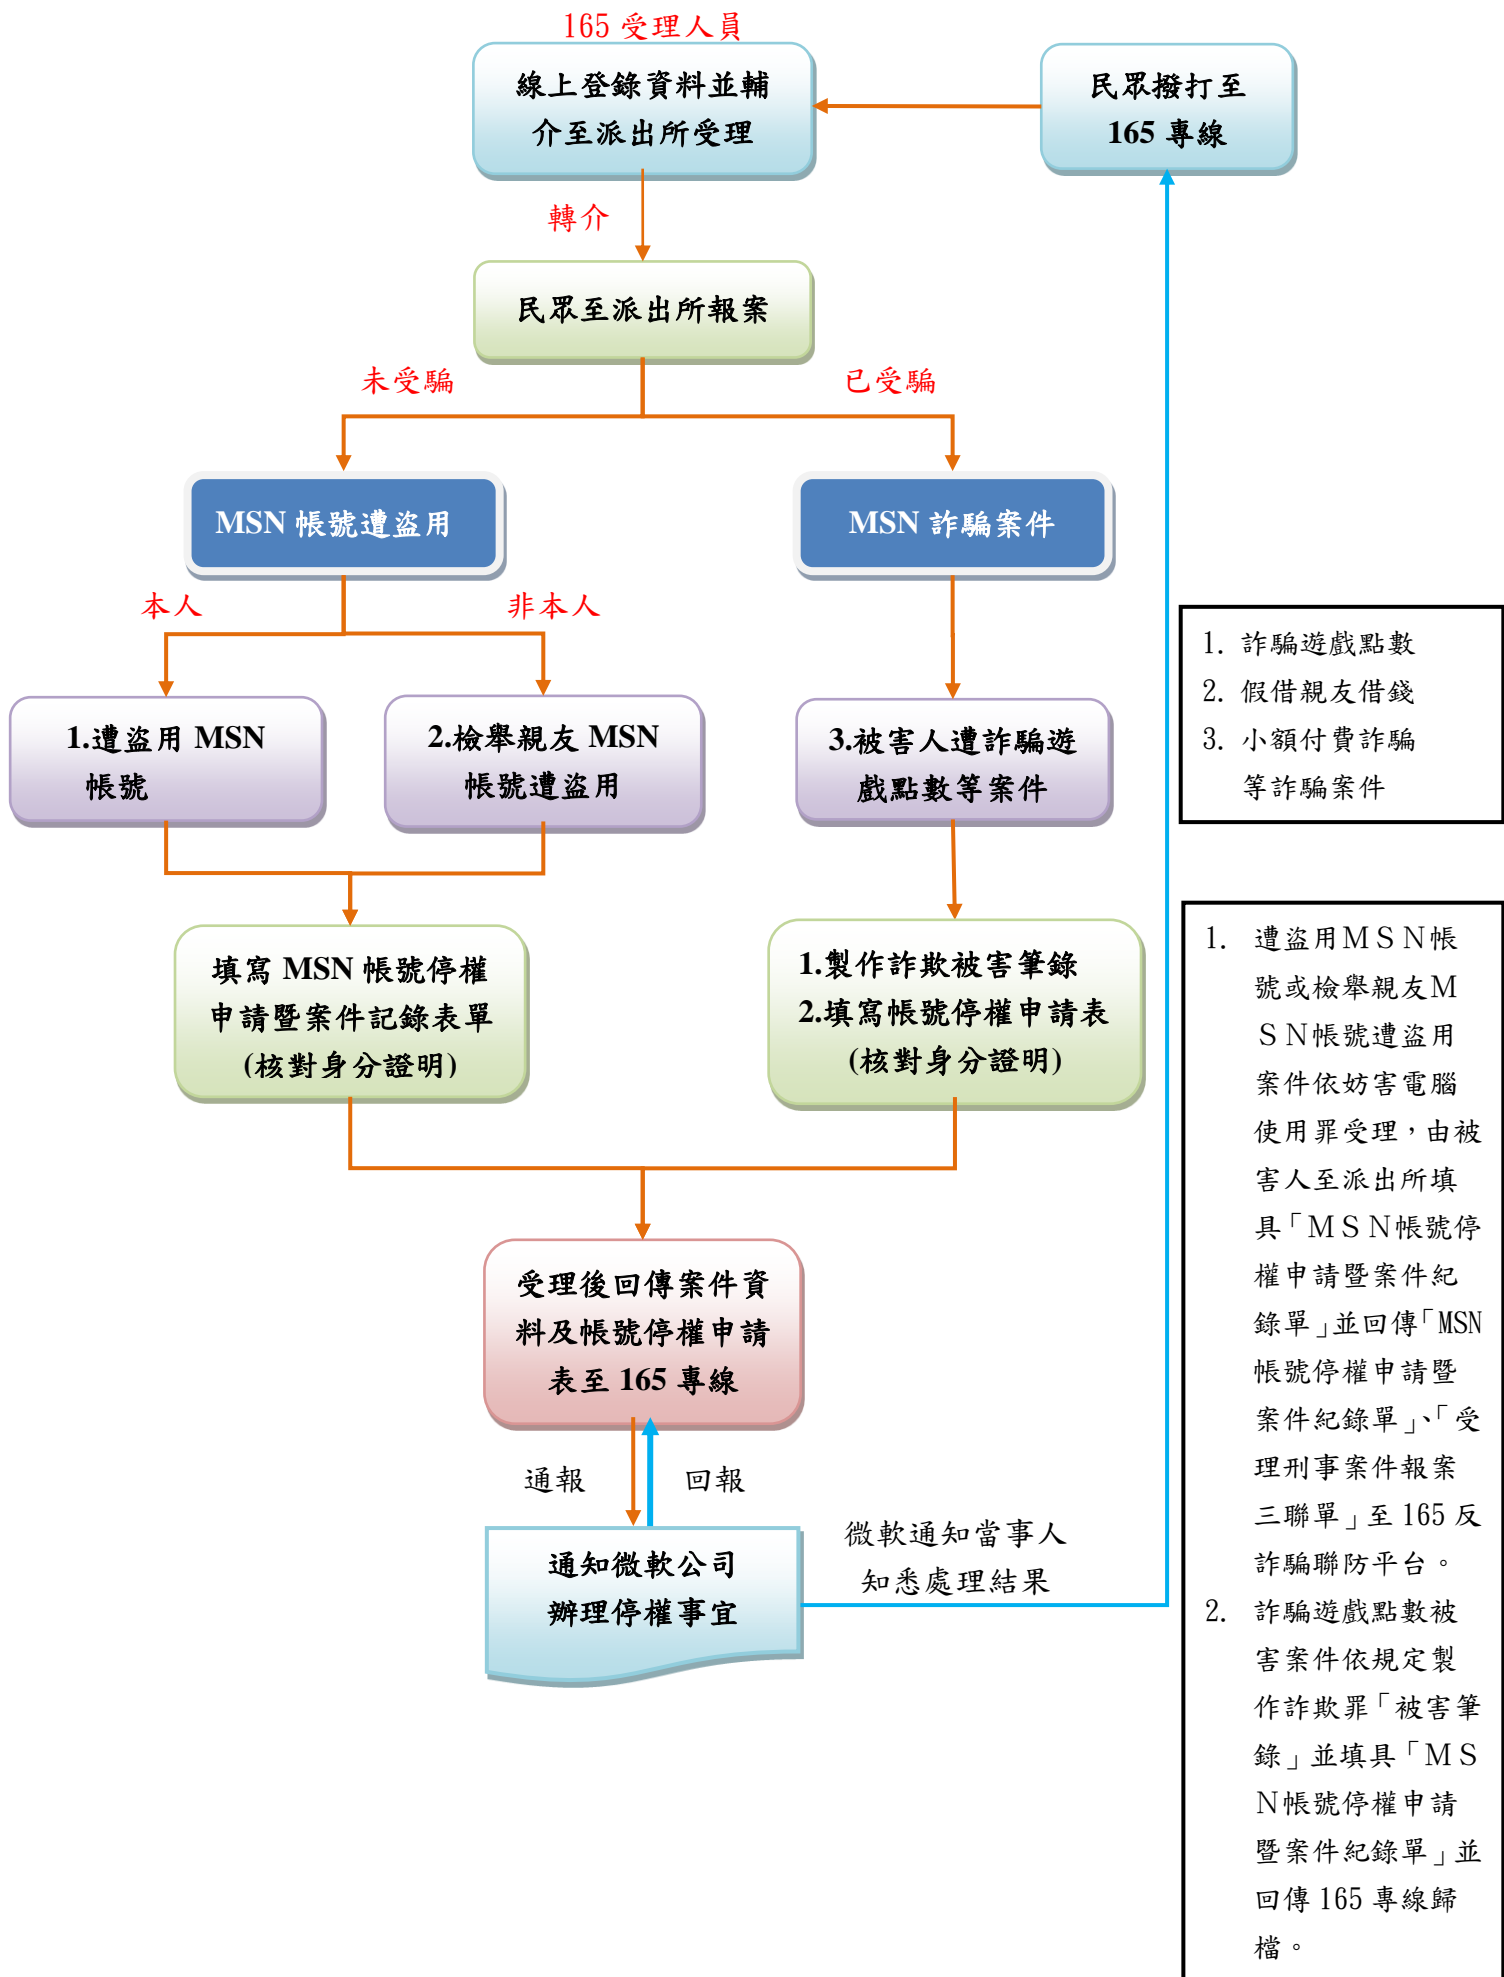 165 受理人員
線上登錄資料並輔
介至派出所受理
民眾撥打至
165 專線
轉介
民眾至派出所報案
未受騙
已受騙
MSN 帳號遭盜用
MSN 詐騙案件
本人
非本人
1.遭盜用 MSN
帳號
2.檢舉親友 MSN
帳號遭盜用
3.被害人遭詐騙遊
戲點數等案件
1. 詐騙遊戲點數
2. 假借親友借錢
3. 小額付費詐騙
等詐騙案件
填寫 MSN 帳號停權
申請暨案件記錄表單
(核對身分證明)
1.製作詐欺被害筆錄
2.填寫帳號停權申請表
(核對身分證明)
受理後回傳案件資
料及帳號停權申請
表至 165 專線
通報
回報
通知微軟公司
辦理停權事宜
微軟通知當事人
知悉處理結果
1. 遭盜用ＭＳＮ帳
號或檢舉親友Ｍ
ＳＮ帳號遭盜用
案件依妨害電腦
使用罪受理，由被
害人至派出所填
具「ＭＳＮ帳號停
權申請暨案件紀
錄單」並回傳「MSN
帳號停權申請暨
案件紀錄單」、「受
理刑事案件報案
三聯單」至 165 反
詐騙聯防平台。
2. 詐騙遊戲點數被
害案件依規定製
作詐欺罪「被害筆
錄」並填具「ＭＳ
Ｎ帳號停權申請
暨案件紀錄單」並
回傳 165 專線歸
檔。